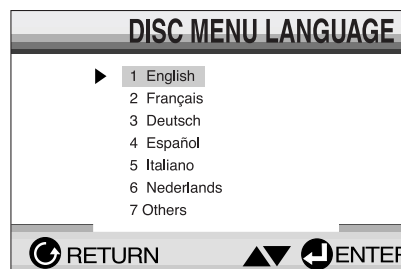 DISC MENU LANGUAGE
1 English
2 Français
3 Deutsch
4 Español
5 Italiano
6 Nederlands
7 Others
RETURN ENTER